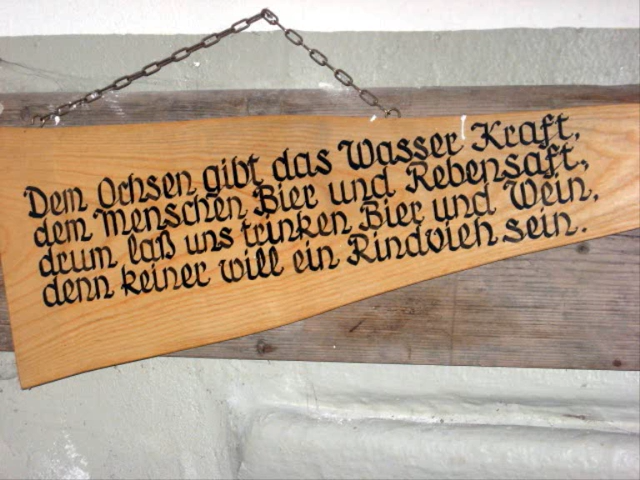 Dem Ochsen gibt das Wasser Kraft,
dem Menschen Bier und Rebensaft,
drum laß uns trinken Bier und Wein,
denn keiner will ein Rindvieh sein.